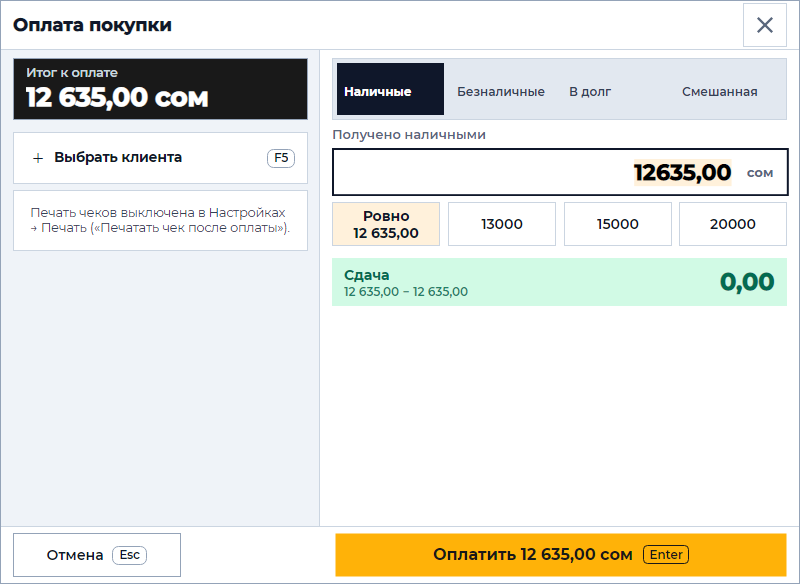 Оплата покупки
Итог к оплате
12 635,00 сом
+ Выбрать клиента F5
Печать чеков выключена в Настройках
→ Печать («Печатать чек после оплаты»).
Наличные Безналичные В долг Смешанная
Получено наличными
12635,00 сом
Ровно
12 635,00
13000
15000
20000
Сдача
12 635,00 − 12 635,00
0,00
Отмена Esc
Оплатить 12 635,00 сом Enter